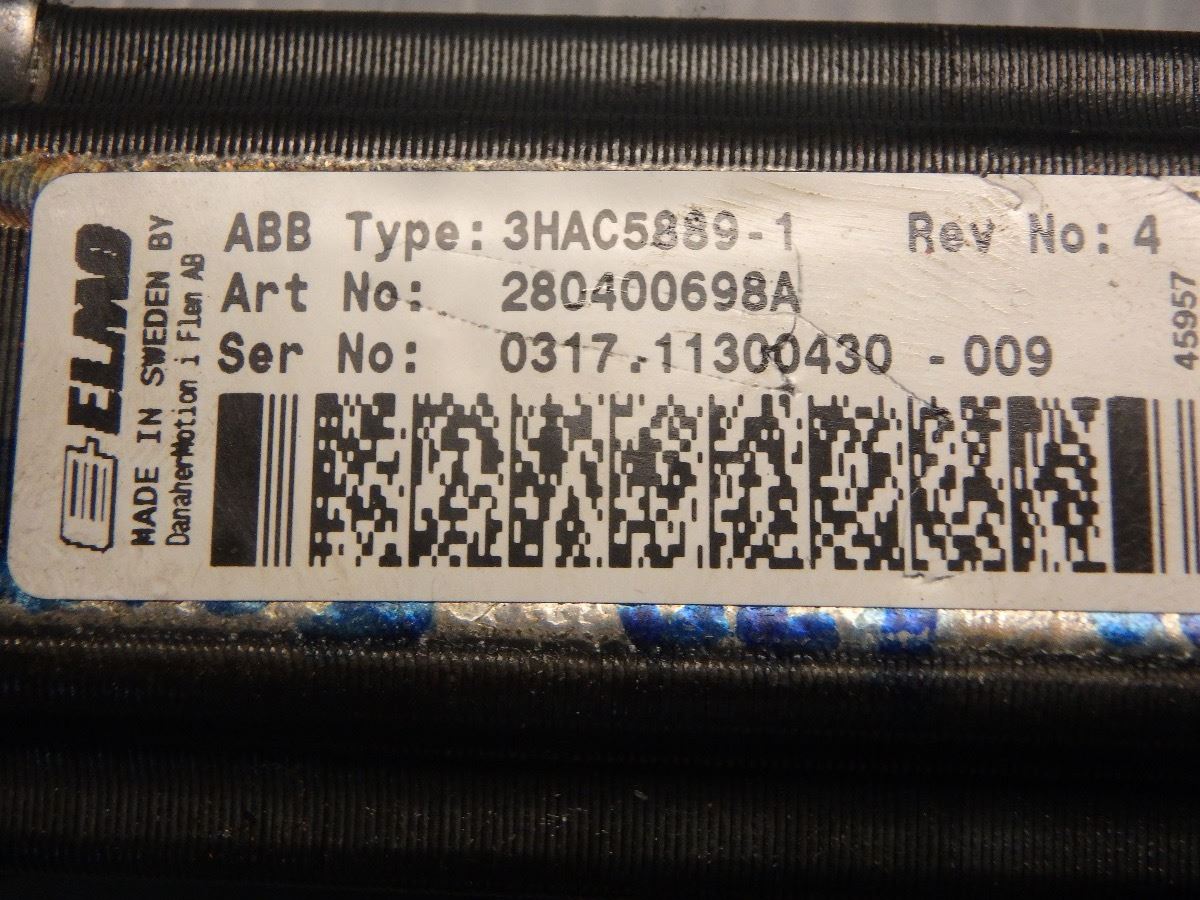 ELMO
MADE IN SWEDEN BY
DanaherMotion i Flen AB
ABB Type: 3HAC5889-1 Rev No: 4
Art No: 280400698A
Ser No: 0317.11300430 -009
45957